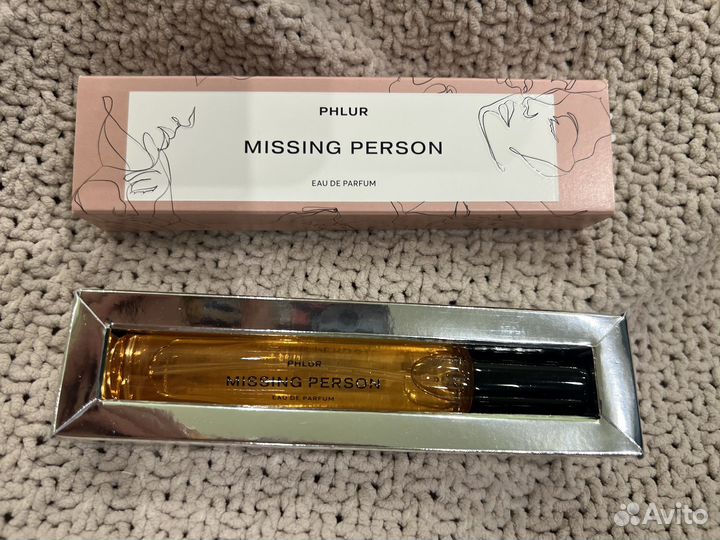 PHLUR
MISSING PERSON
EAU DE PARFUM
PHLUR
MISSING PERSON
EAU DE PARFUM
Avito